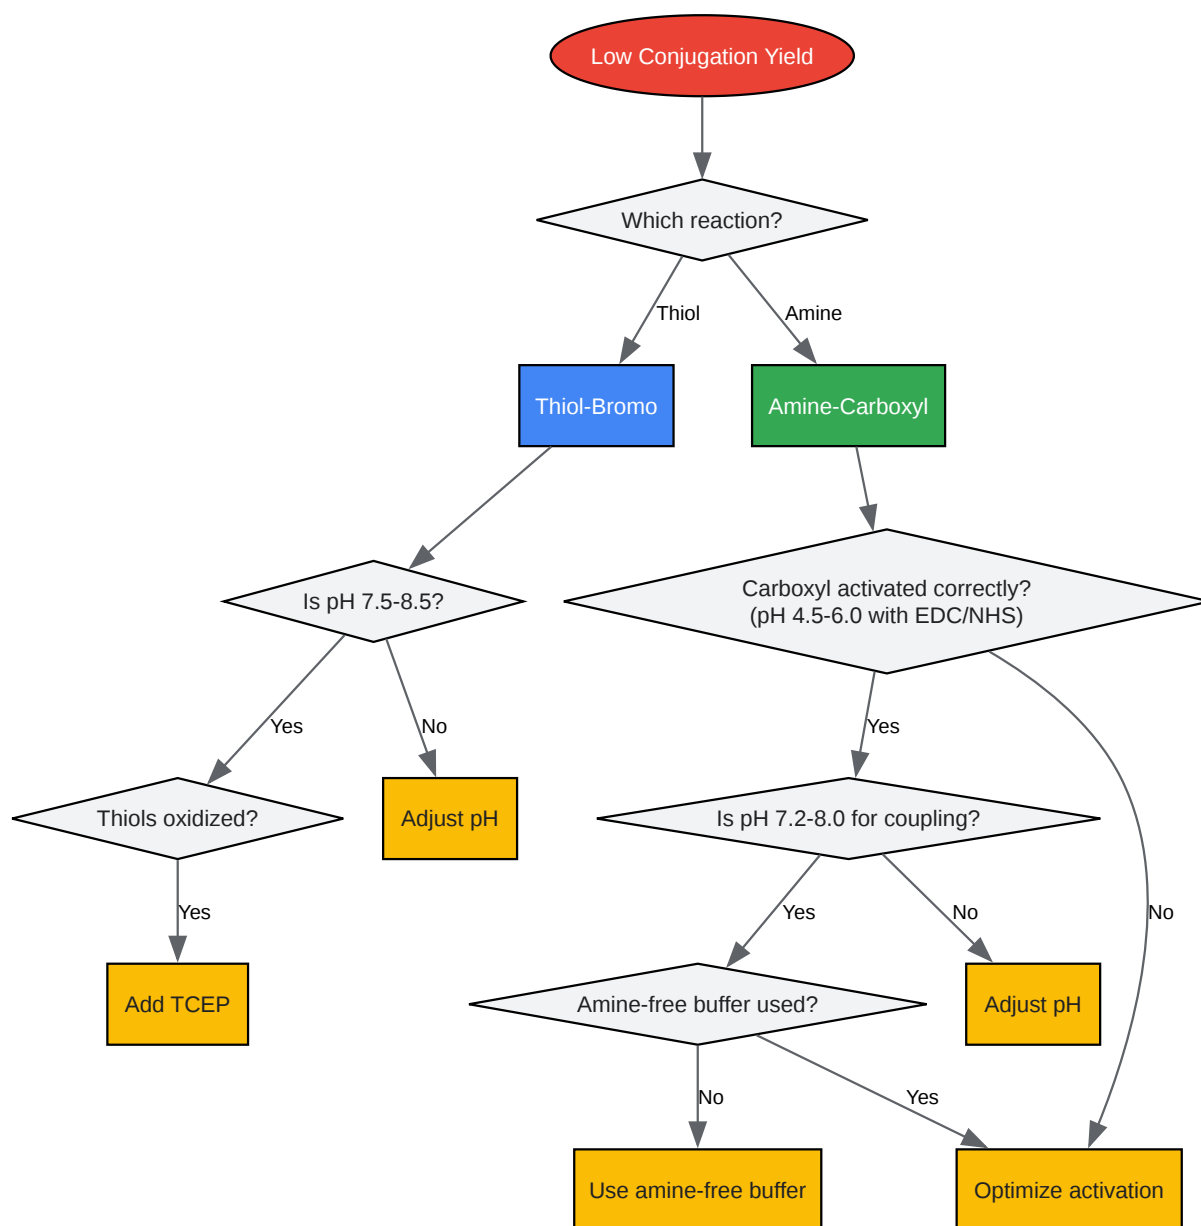 Low Conjugation Yield
Which reaction?
Thiol
Amine
Thiol-Bromo
Amine-Carboxyl
Is pH 7.5-8.5?
Carboxyl activated correctly?
(pH 4.5-6.0 with EDC/NHS)
Yes
No
Yes
Thiols oxidized?
Adjust pH
Is pH 7.2-8.0 for coupling?
Yes
Yes
No
No
Add TCEP
Amine-free buffer used?
Adjust pH
No
Yes
Use amine-free buffer
Optimize activation